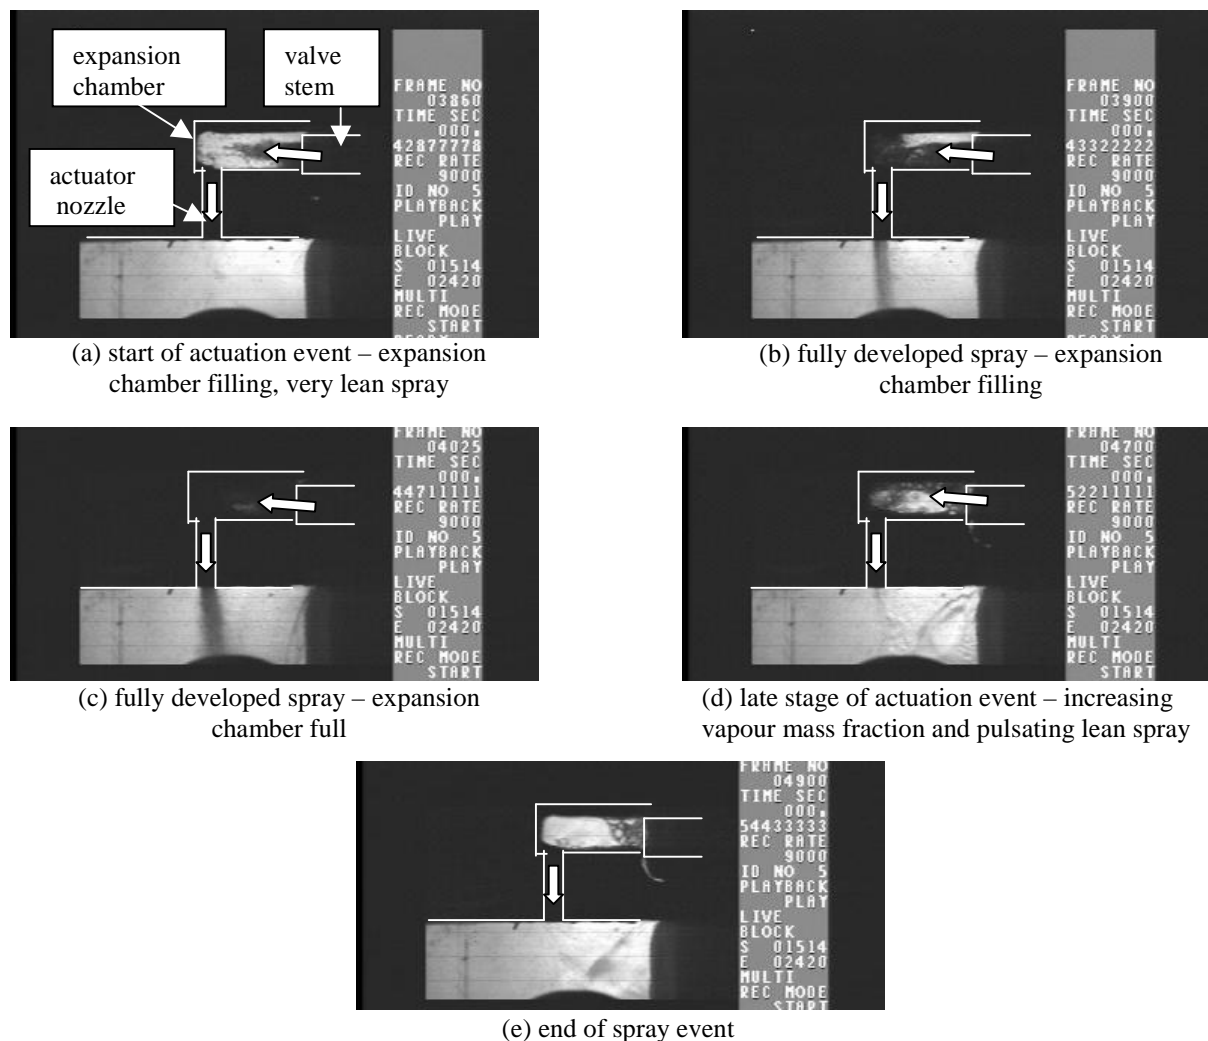 expansion
chamber
valve
stem
actuator
nozzle
FRAME NO
03860
TIME SEC
000.
42877778
REC RATE
9000
ID NO 5
PLAYBACK
PLAY
LIVE
BLOCK
S 01514
E 02420
MULTI
REC MODE
START
READY
(a) start of actuation event – expansion
chamber filling, very lean spray
FRAME NO
03900
TIME SEC
000.
43322222
REC RATE
9000
ID NO 5
PLAYBACK
PLAY
LIVE
BLOCK
S 01514
E 02420
MULTI
REC MODE
START
(b) fully developed spray – expansion
chamber filling
FRAME NO
04025
TIME SEC
000.
44711111
REC RATE
9000
ID NO 5
PLAYBACK
PLAY
LIVE
BLOCK
S 01514
E 02420
MULTI
REC MODE
START
(c) fully developed spray – expansion
chamber full
FRAME NO
04700
TIME SEC
000.
52211111
REC RATE
9000
ID NO 5
PLAYBACK
PLAY
LIVE
BLOCK
S 01514
E 02420
MULTI
REC MODE
START
(d) late stage of actuation event – increasing
vapour mass fraction and pulsating lean spray
FRAME NO
04900
TIME SEC
000.
54433333
REC RATE
9000
ID NO 5
PLAYBACK
PLAY
LIVE
BLOCK
S 01514
E 02420
MULTI
REC MODE
START
(e) end of spray event